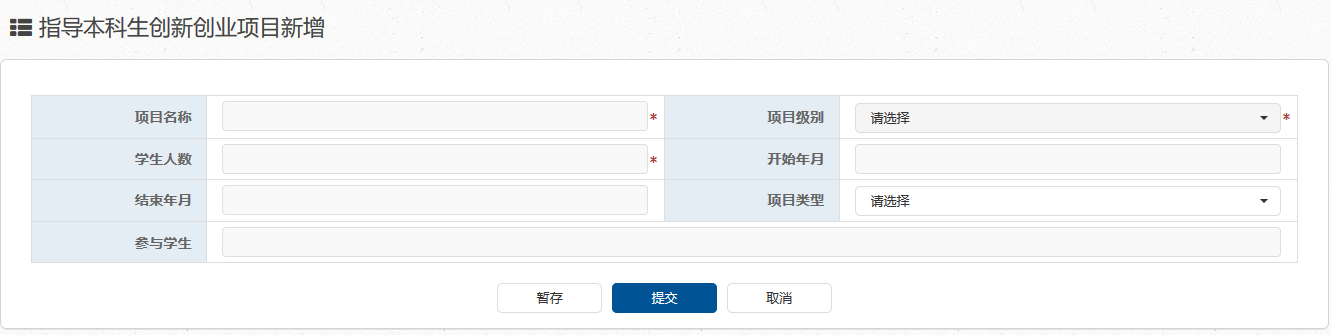 指导本科生创新创业项目新增
项目名称 * 项目级别 请选择 *
学生人数 * 开始年月
结束年月 项目类型 请选择
参与学生
暂存 提交 取消